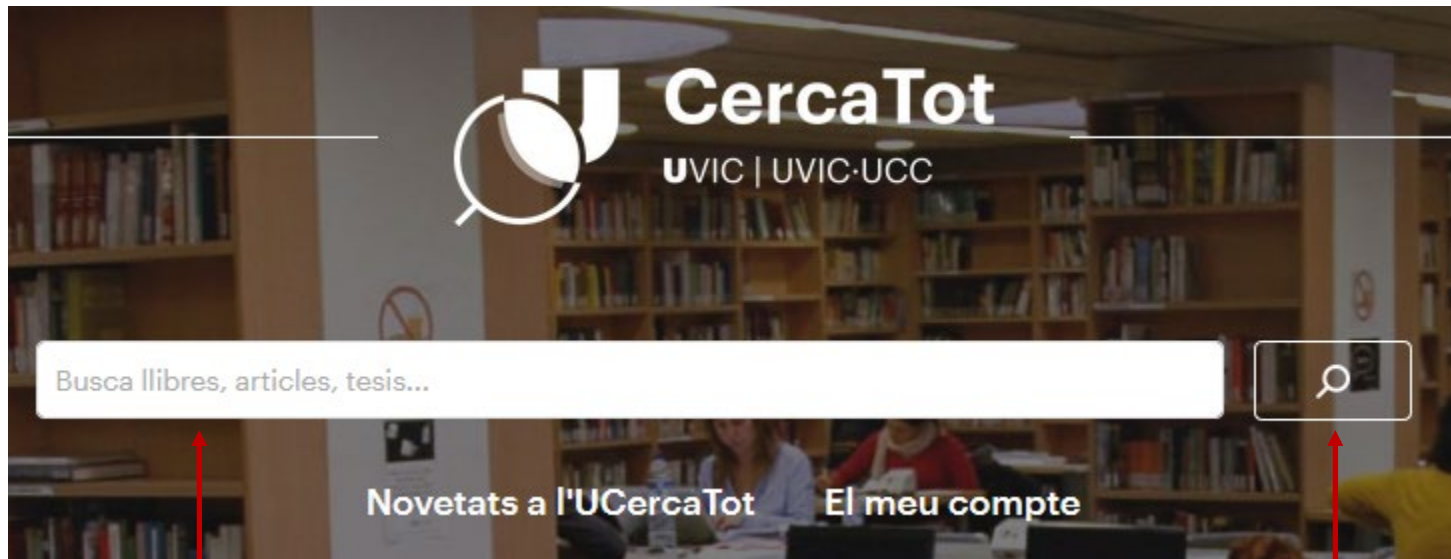 CercaTot
UVIC | UVIC·UCC
Busca llibres, articles, tesis...
Novetats a l'UCercaTot El meu compte